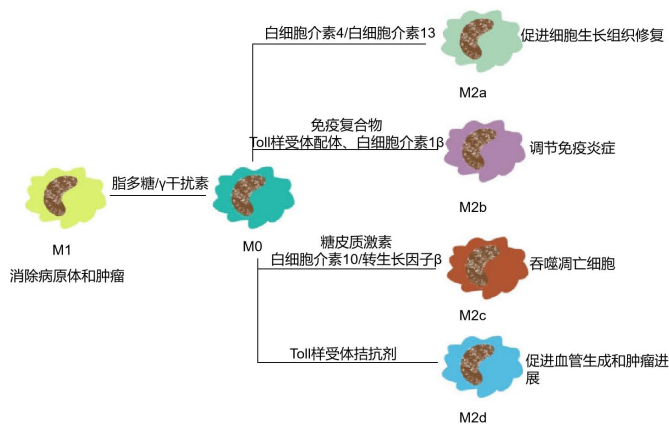 白细胞介素4/白细胞介素13
促进细胞生长组织修复
M2a
免疫复合物
Toll样受体配体、白细胞介素1β
调节免疫炎症
M2b
脂多糖/γ干扰素
M1
消除病原体和肿瘤
M0
糖皮质激素
白细胞介素10/转生长因子β
吞噬凋亡细胞
M2c
Toll样受体拮抗剂
促进血管生成和肿瘤进
展
M2d